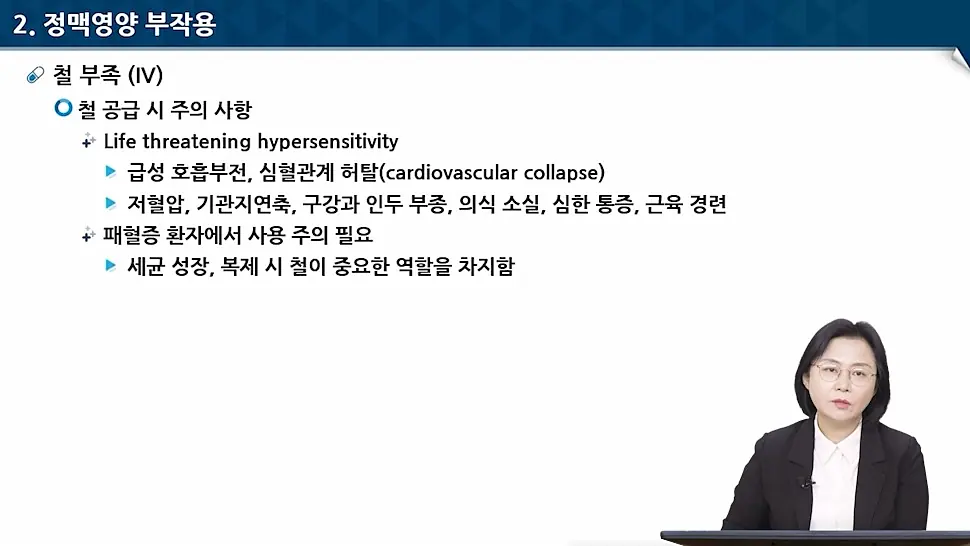 2. 정맥영양 부작용
철 부족 (IV)
철 공급 시 주의 사항
Life threatening hypersensitivity
급성 호흡부전, 심혈관계 허탈(cardiovascular collapse)
저혈압, 기관지연축, 구강과 인두 부종, 의식 소실, 심한 통증, 근육 경련
패혈증 환자에서 사용 주의 필요
세균 성장, 복제 시 철이 중요한 역할을 차지함